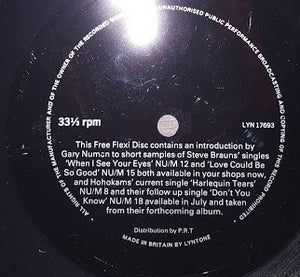 ALL RIGHTS OF THE MANUFACTURER AND OF THE OWNER OF THE RECORDED WORK UNAUTHORISED PUBLIC PERFORMANCE BROADCASTING AND COPYING OF THE RECORD PROHIBITED
33⅓ rpm
LYN 17693
This Free Flexi Disc contains an introduction by
Gary Numan to short samples of Steve Brauns' singles
'When I See Your Eyes' NU/M 12 and 'Love Could Be
So Good' NU/M 15 both available in your shops now,
and Hohokams' current single 'Harlequin Tears'
NU/M 8 and their follow up single 'Don't You
Know' NU/M 18 available in July and taken
from their forthcoming album.
Distribution by P.R.T
MADE IN BRITAIN BY LYNTONE